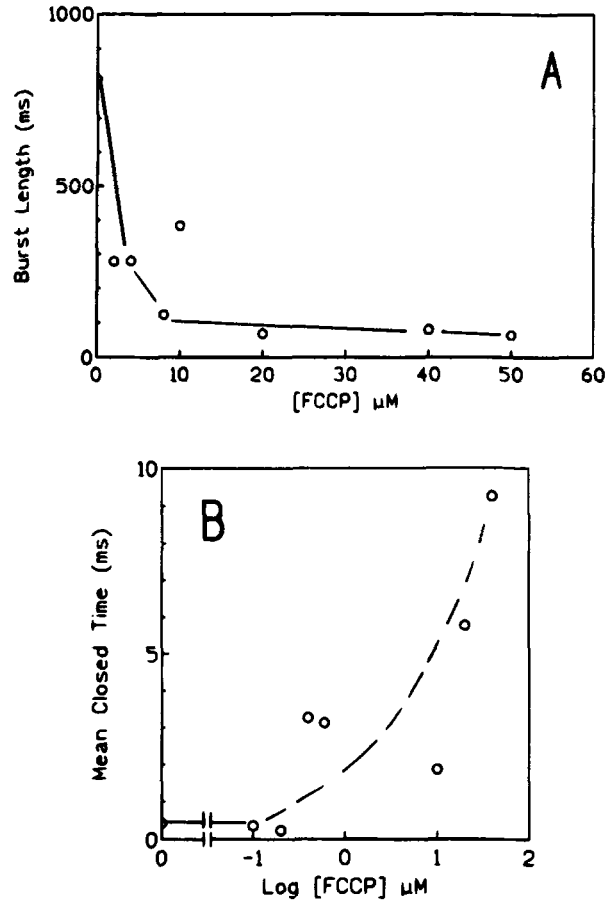 1000
A
Burst Length (ms)
500
0
0 10 20 30 40 50 60
[FCCP] μM
10
B
Mean Closed Time (ms)
5
0
-1 0 1 2
Log [FCCP] μM